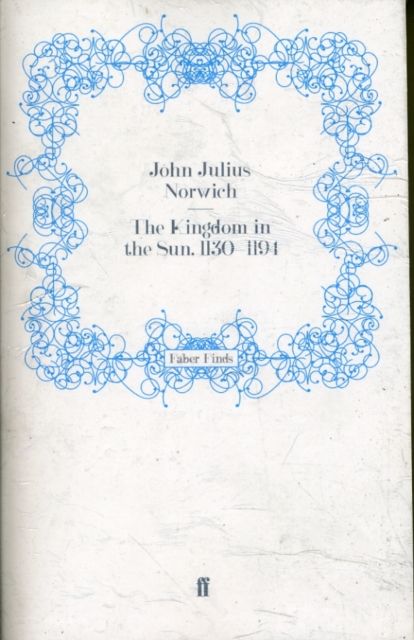 John Julius
Norwich
—
The Kingdom in
the Sun, 1130–1194
Faber Finds
ff